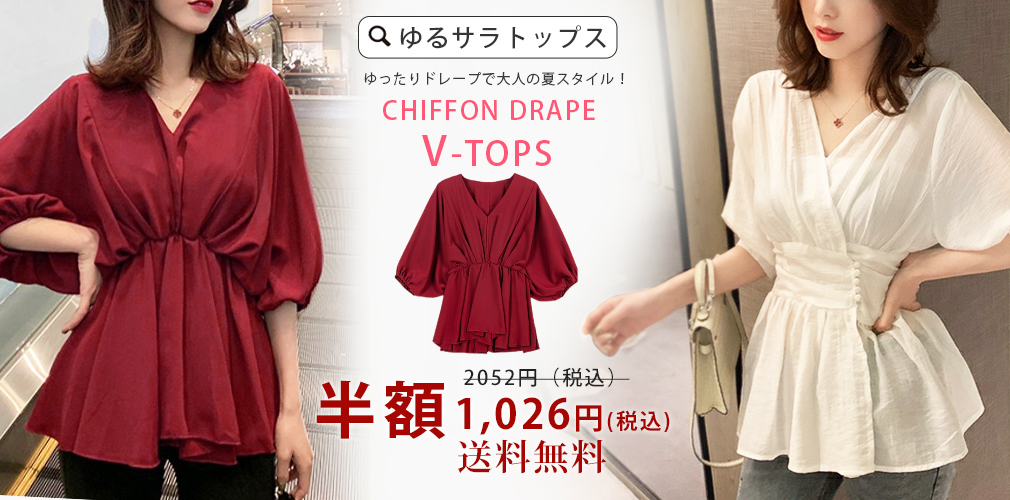 ゆるサラトップス
ゆったりドレープで大人の夏スタイル！
CHIFFON DRAPE
V-TOPS
2052円（税込）
半額 1,026円(税込)
送料無料